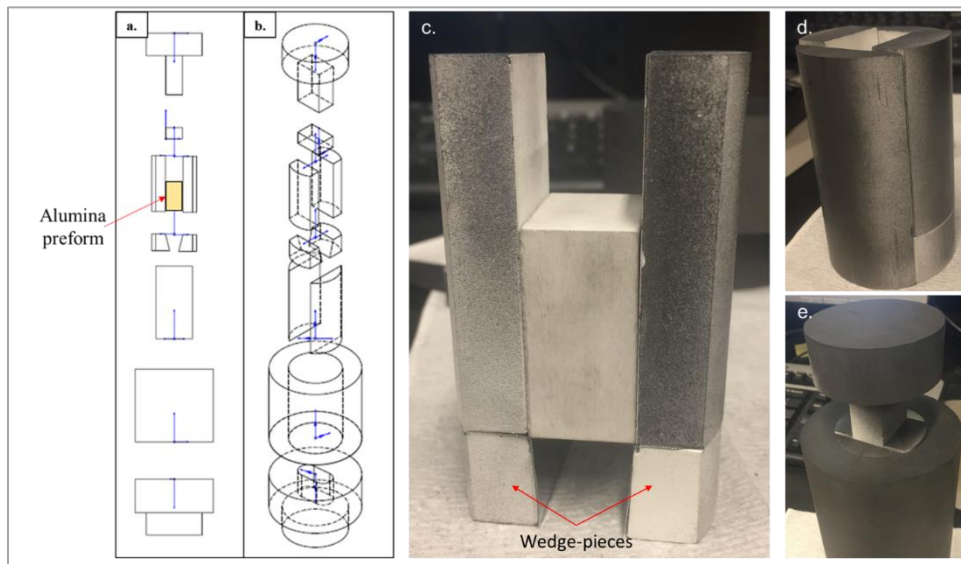 a.
b.
c.
d.
e.
Alumina
preform
Wedge-pieces